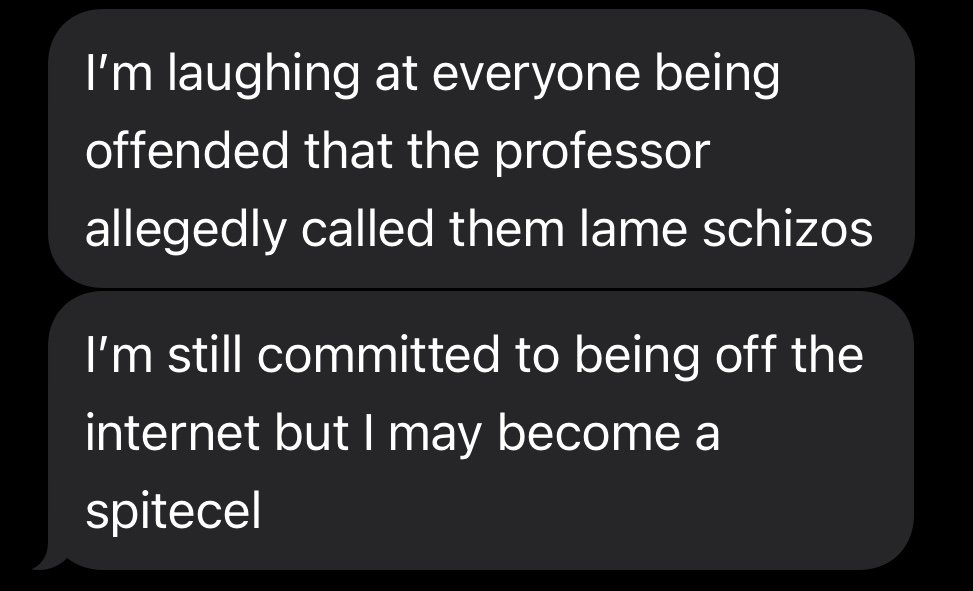 I’m laughing at everyone being
offended that the professor
allegedly called them lame schizos
I’m still committed to being off the
internet but I may become a
spitecel